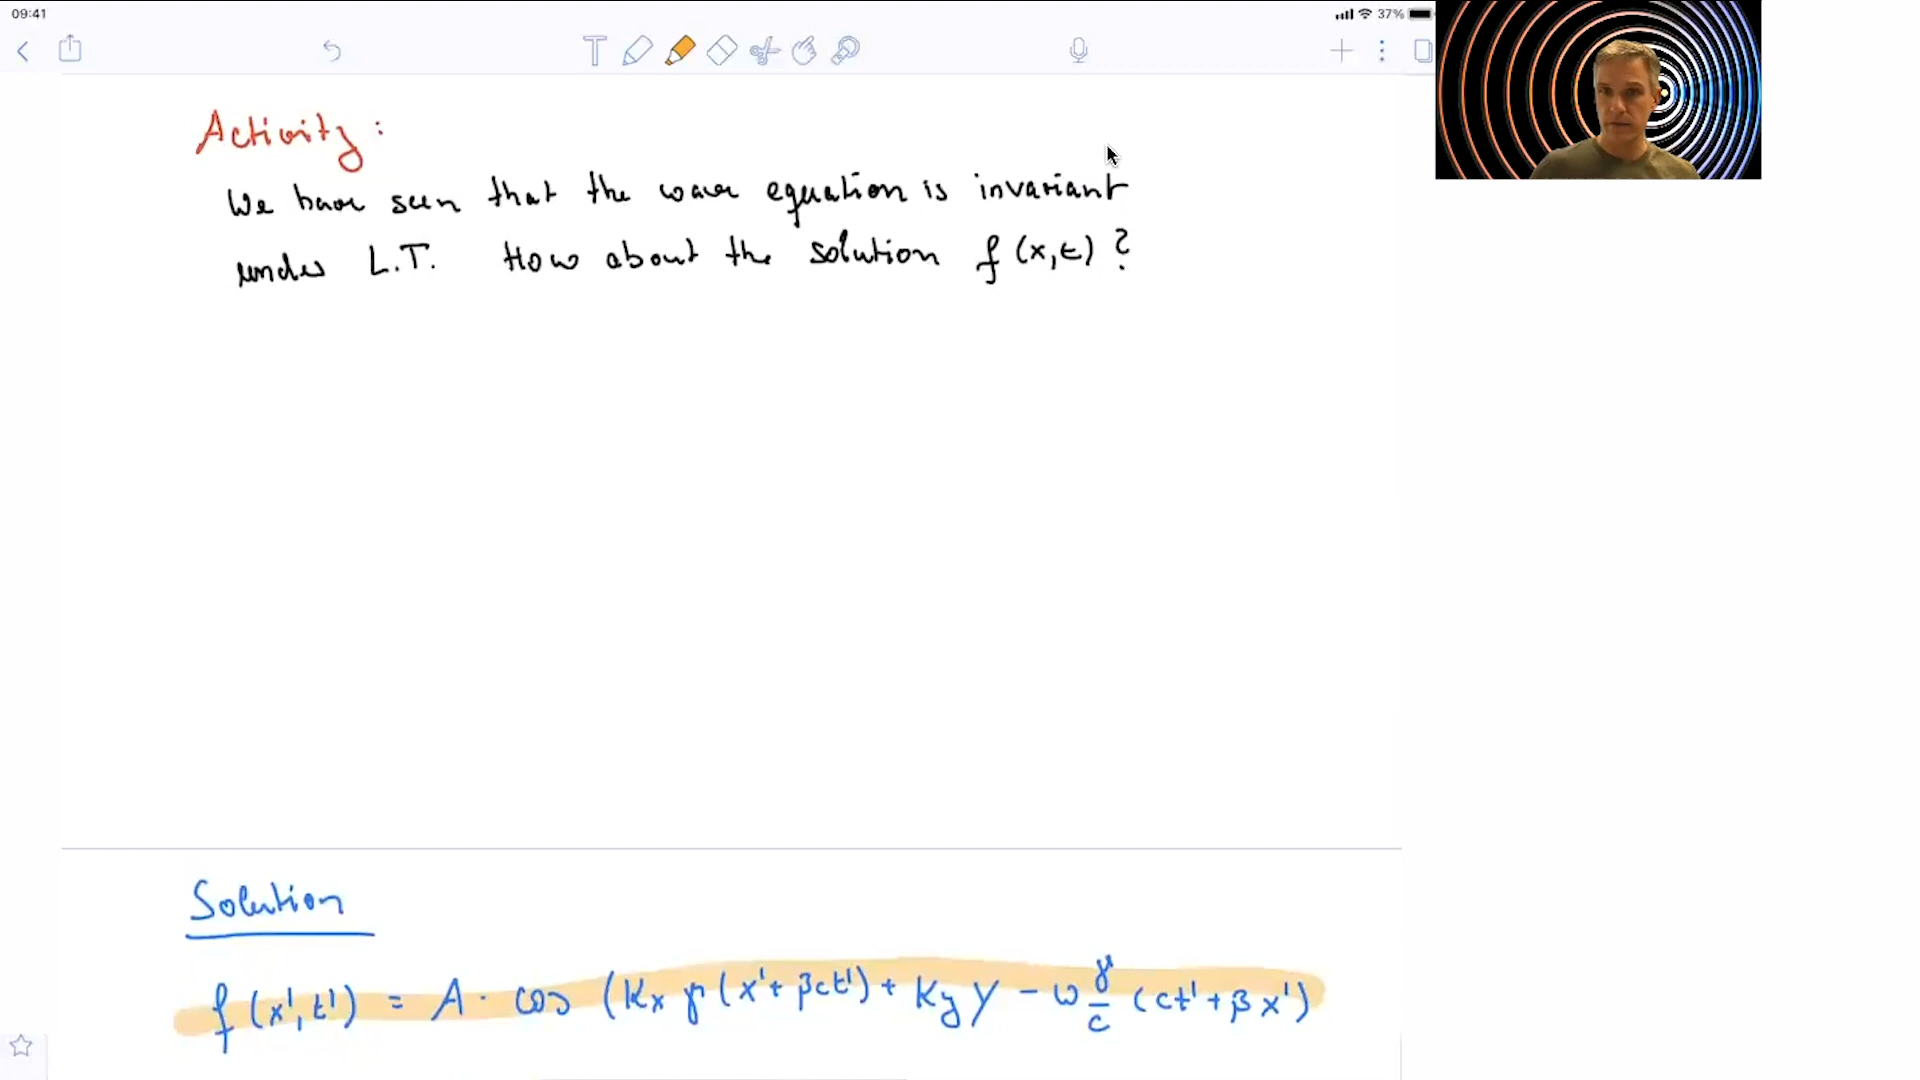 09:41
37%
Activity:
We have seen that the wave equation is invariant
under L.T. How about the solution f(x,t)?
Solution
f(x',t') = A · cos (Kx γ(x'+βct') + Ky y − ω γ/c (ct'+βx')